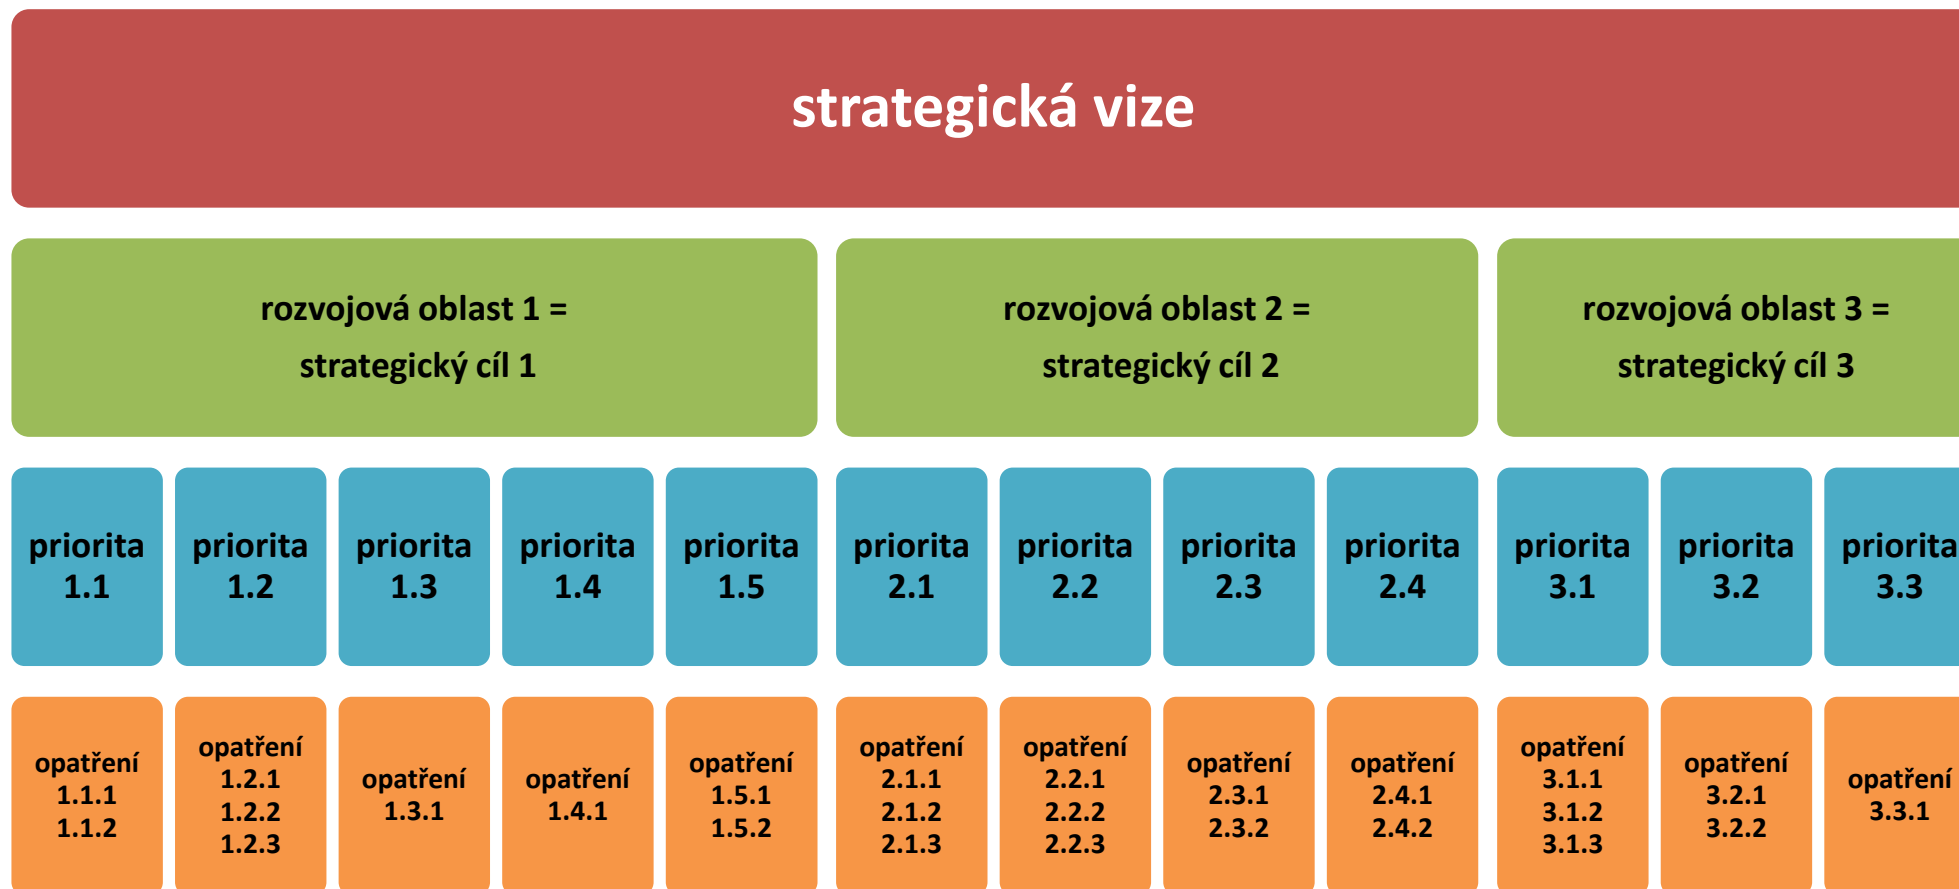 strategická vize
rozvojová oblast 1 =
strategický cíl 1
rozvojová oblast 2 =
strategický cíl 2
rozvojová oblast 3 =
strategický cíl 3
priorita
1.1
priorita
1.2
priorita
1.3
priorita
1.4
priorita
1.5
priorita
2.1
priorita
2.2
priorita
2.3
priorita
2.4
priorita
3.1
priorita
3.2
priorita
3.3
opatření
1.1.1
1.1.2
opatření
1.2.1
1.2.2
1.2.3
opatření
1.3.1
opatření
1.4.1
opatření
1.5.1
1.5.2
opatření
2.1.1
2.1.2
2.1.3
opatření
2.2.1
2.2.2
2.2.3
opatření
2.3.1
2.3.2
opatření
2.4.1
2.4.2
opatření
3.1.1
3.1.2
3.1.3
opatření
3.2.1
3.2.2
opatření
3.3.1